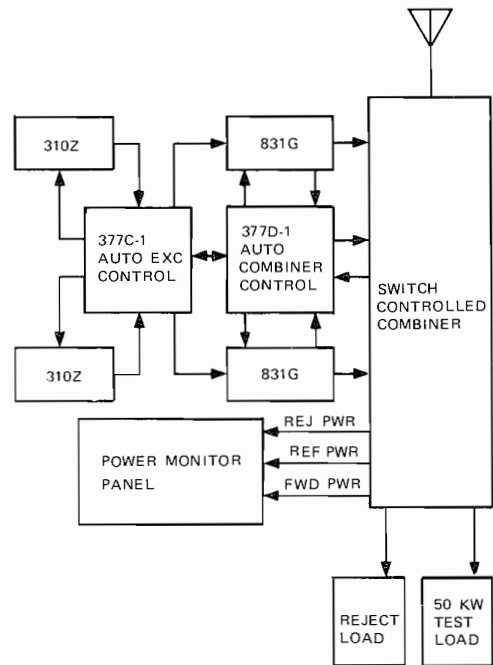 310Z
831G
377C-1
AUTO EXC
CONTROL
377D-1
AUTO
COMBINER
CONTROL
SWITCH
CONTROLLED
COMBINER
310Z
831G
REJ PWR
REF PWR
FWD PWR
POWER MONITOR
PANEL
REJECT
LOAD
50 KW
TEST
LOAD